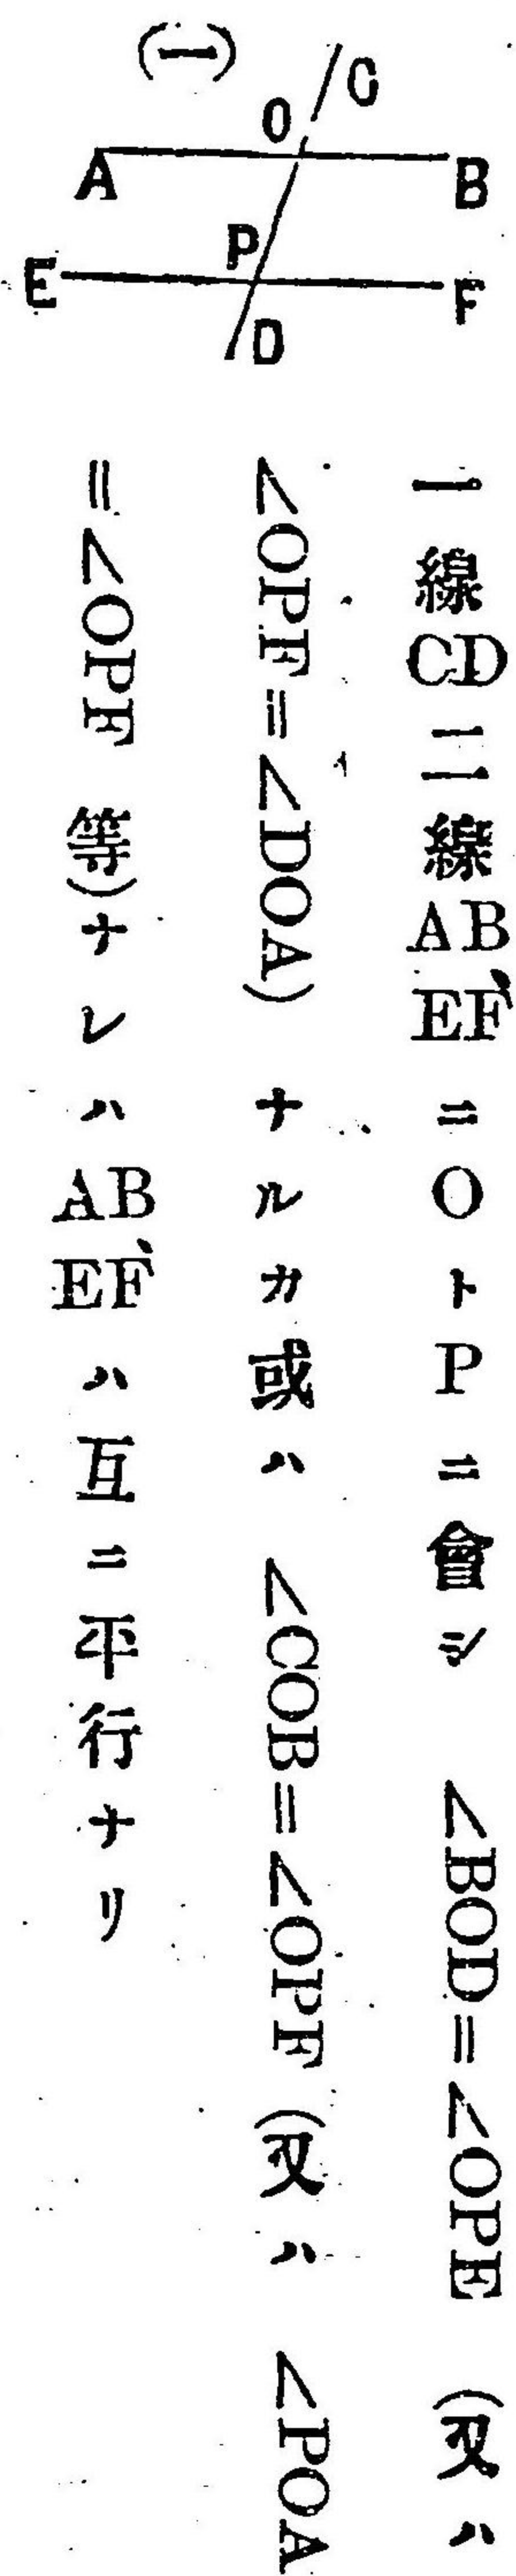 (一)
C
O
A
B
P
E
F
D
一線CD二線AB、EFニOトPニ會シ ∠BOD=∠OPE (又ハ
∠OPF=∠DOA) ナルカ或ハ ∠COB=∠OPF (又ハ ∠POA
=∠OPF 等)ナレハAB、EFハ互ニ平行ナリ